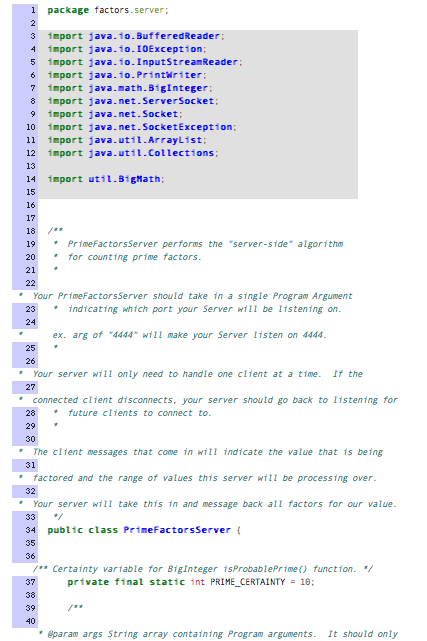 1 package factors.server;
2
3 import java.io.BufferedReader;
4 import java.io.IOException;
5 import java.io.InputStreamReader;
6 import java.io.PrintWriter;
7 import java.math.BigInteger;
8 import java.net.ServerSocket;
9 import java.net.Socket;
10 import java.net.SocketException;
11 import java.util.ArrayList;
12 import java.util.Collections;
13
14 import util.BigMath;
15
16
17
18 /**
19 * PrimeFactorsServer performs the "server-side" algorithm
20 * for counting prime factors.
21 *
22
* Your PrimeFactorsServer should take in a single Program Argument
23 * indicating which port your Server will be listening on.
24
* ex. arg of "4444" will make your Server listen on 4444.
25 *
26
* Your server will only need to handle one client at a time. If the
27
* connected client disconnects, your server should go back to listening for
28 * future clients to connect to.
29 *
30
* The client messages that come in will indicate the value that is being
31
* factored and the range of values this server will be processing over.
32
* Your server will take this in and message back all factors for our value.
33 */
34 public class PrimeFactorsServer {
35
36
/** Certainty variable for BigInteger isProbablePrime() function. */
37 private final static int PRIME_CERTAINTY = 10;
38
39 /**
40
* @param args String array containing Program arguments. It should only